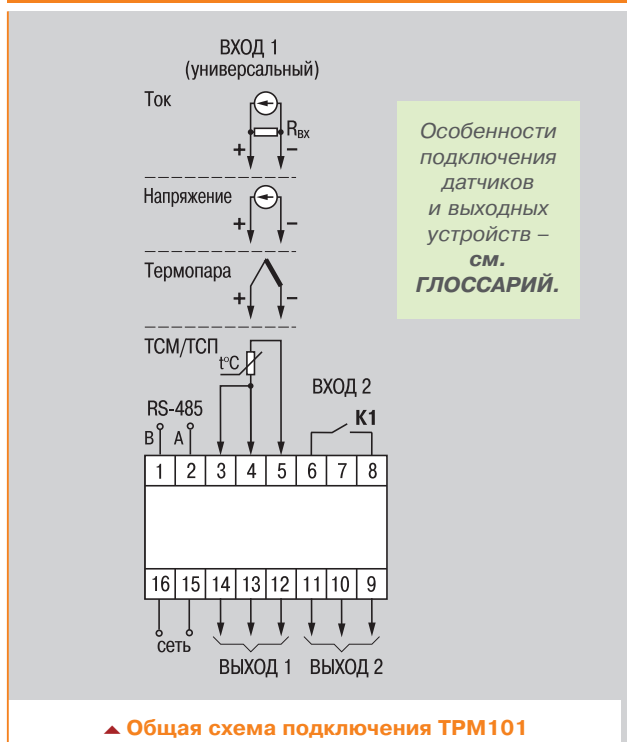 ВХОД 1
(универсальный)
Ток
Rвх
+ –
Напряжение
+ –
Термопара
+ –
ТСМ/ТСП
t°C
ВХОД 2
RS-485
K1
B A
1 2 3 4 5 6 7 8
16 15 14 13 12 11 10 9
сеть
ВЫХОД 1 ВЫХОД 2
Особенности
подключения
датчиков
и выходных
устройств –
см.
ГЛОССАРИЙ.
Общая схема подключения ТРМ101